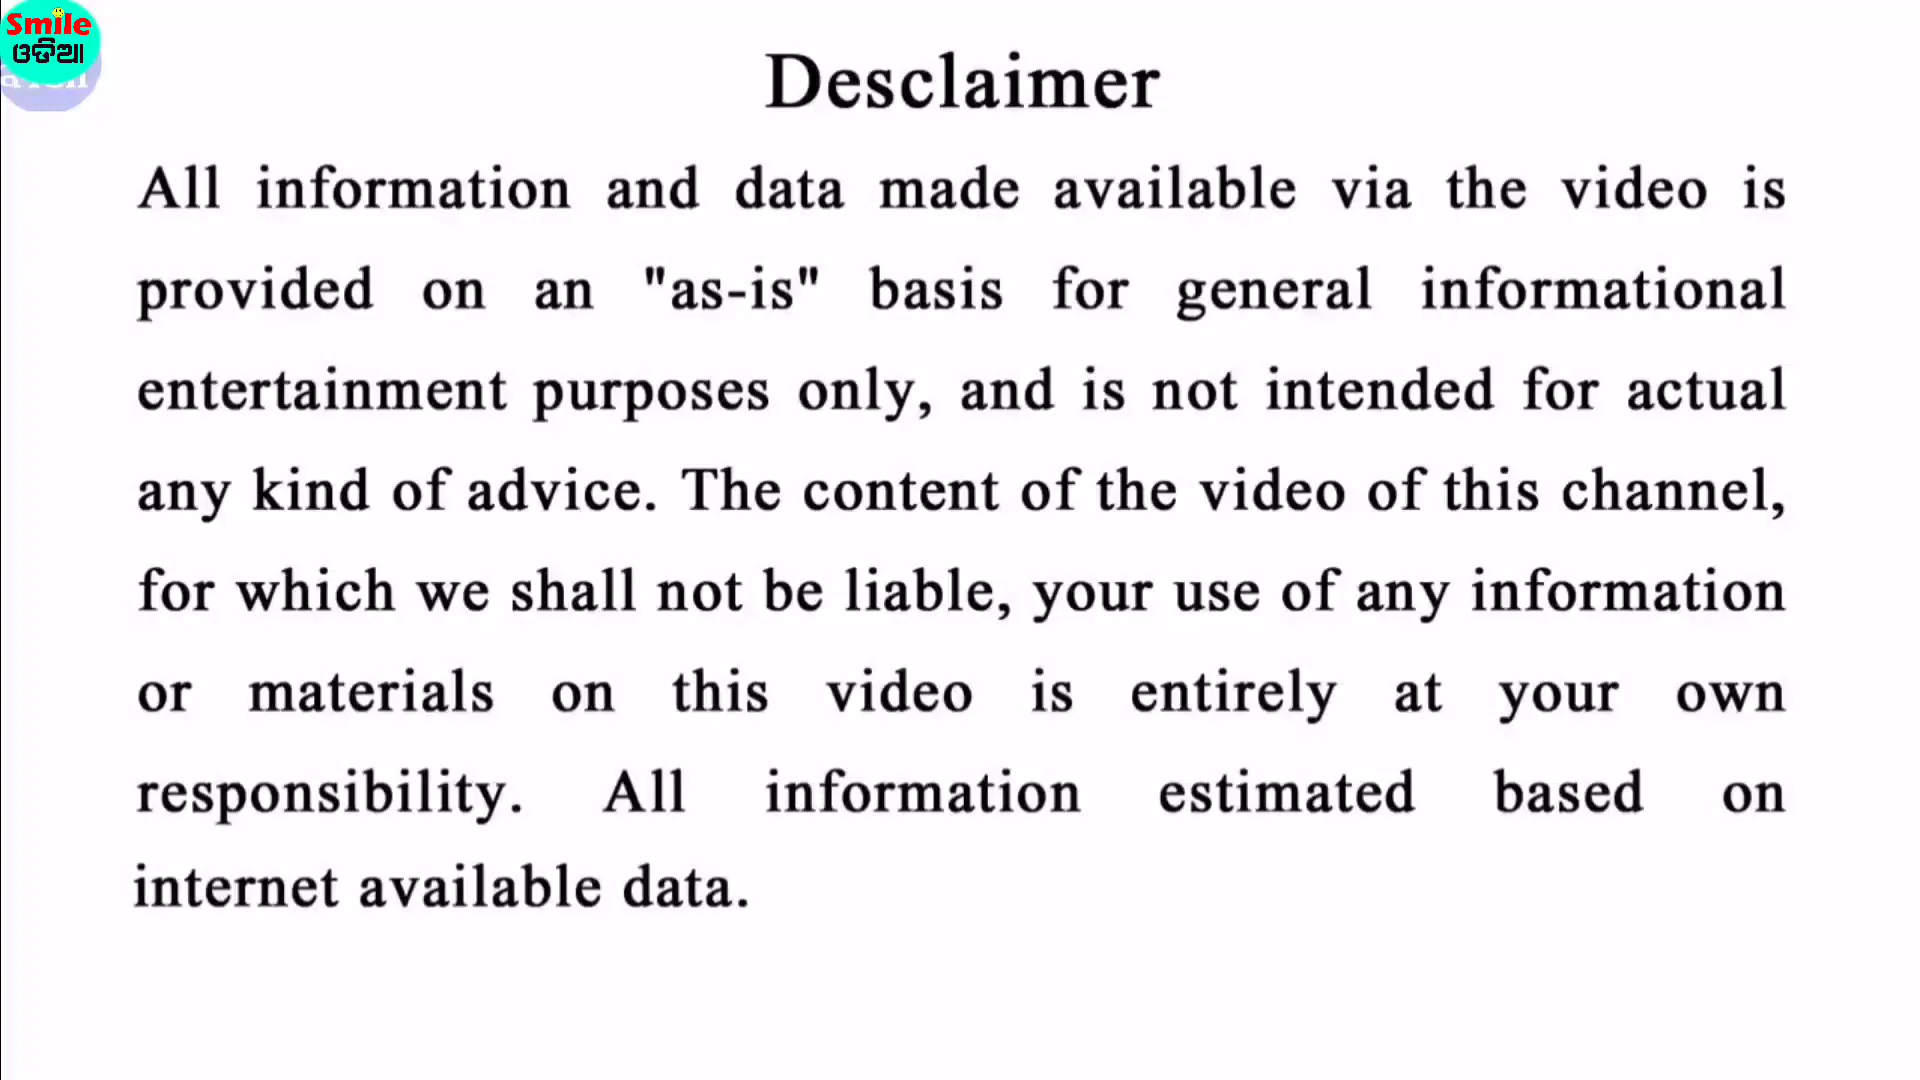 Smile
ଓଡିଆ
Desclaimer
All information and data made available via the video is
provided on an "as-is" basis for general informational
entertainment purposes only, and is not intended for actual
any kind of advice. The content of the video of this channel,
for which we shall not be liable, your use of any information
or materials on this video is entirely at your own
responsibility. All information estimated based on
internet available data.